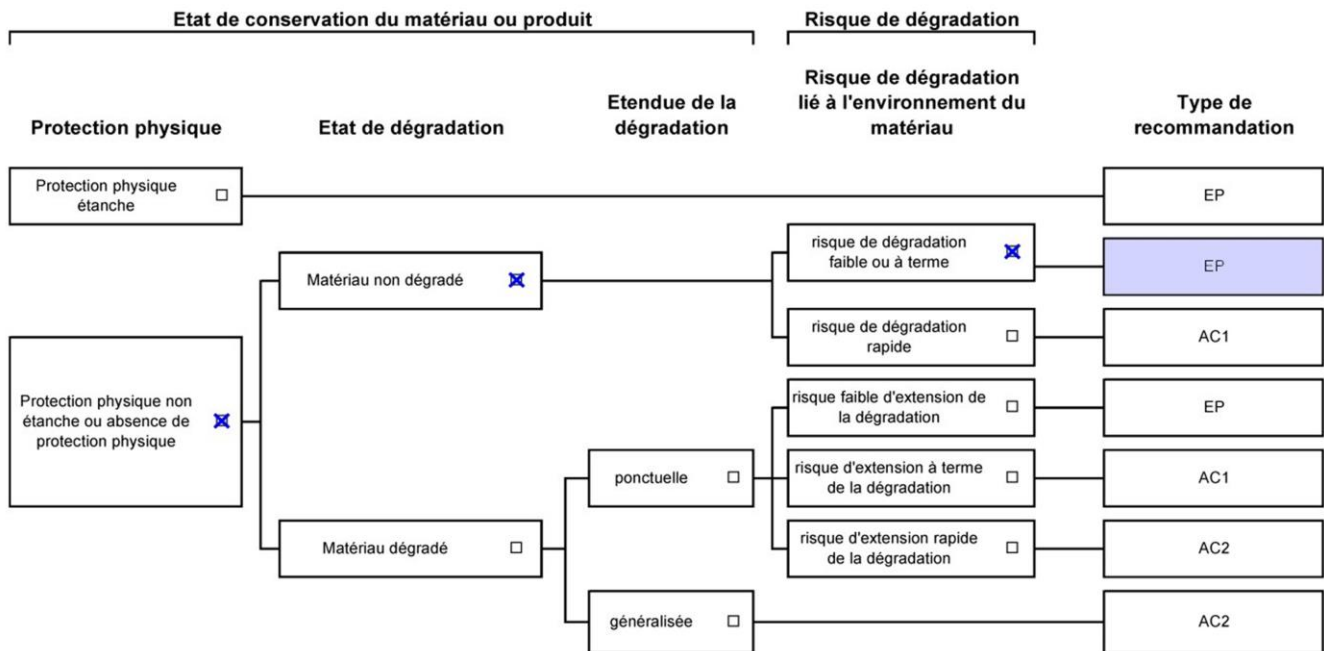 Etat de conservation du matériau ou produit
Risque de dégradation
Protection physique
Etat de dégradation
Etendue de la
dégradation
Risque de dégradation
lié à l'environnement du
matériau
Type de
recommandation
Protection physique
étanche
EP
risque de dégradation
faible ou à terme
EP
Matériau non dégradé
risque de dégradation
rapide
AC1
Protection physique non
étanche ou absence de
protection physique
risque faible d'extension de
la dégradation
EP
ponctuelle
risque d'extension à terme
de la dégradation
AC1
Matériau dégradé
risque d'extension rapide
de la dégradation
AC2
généralisée
AC2